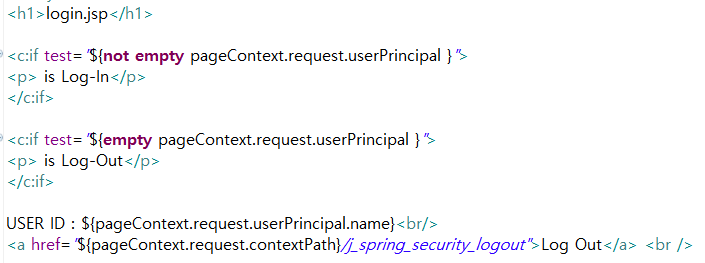 <h1>login.jsp</h1>
<c:if test="${not empty pageContext.request.userPrincipal }">
<p> is Log-In</p>
</c:if>
<c:if test="${empty pageContext.request.userPrincipal }">
<p> is Log-Out</p>
</c:if>
USER ID : ${pageContext.request.userPrincipal.name}<br/>
<a href="${pageContext.request.contextPath}/j_spring_security_logout">Log Out</a> <br />